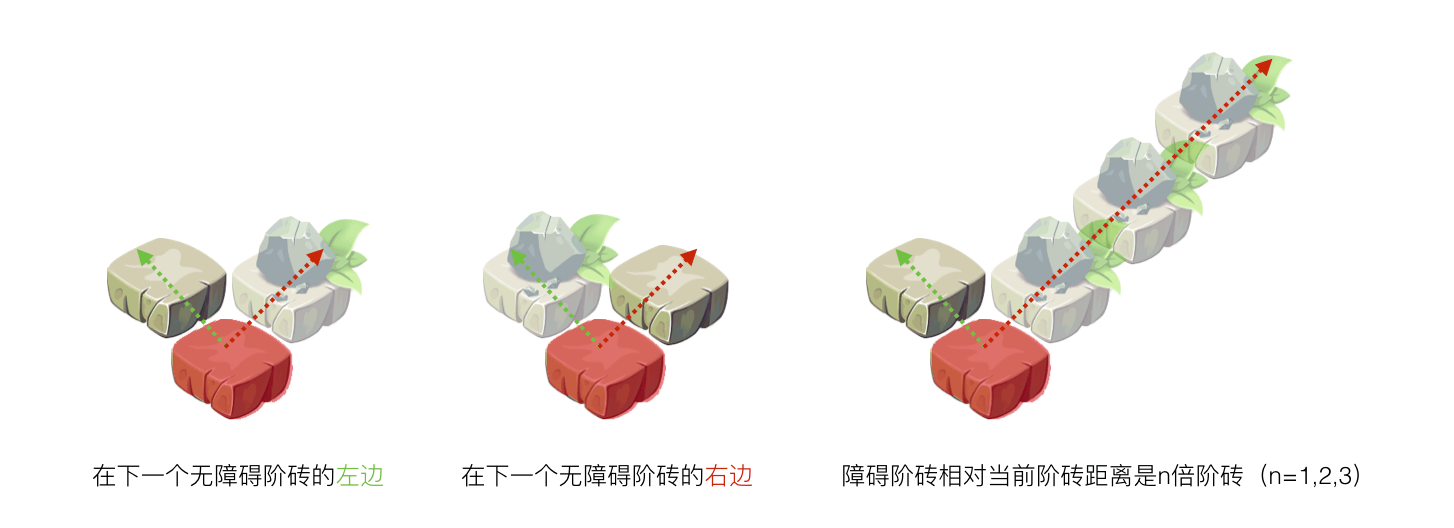 在下一个无障碍阶砖的左边
在下一个无障碍阶砖的右边
障碍阶砖相对当前阶砖距离是n倍阶砖（n=1,2,3）